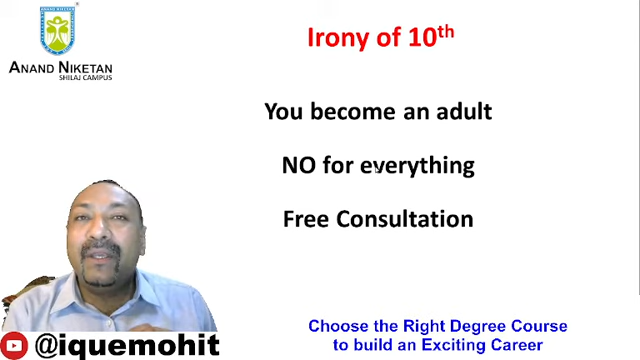 Irony of 10th
ANAND NIKETAN
SHILAJ CAMPUS
You become an adult
NO for everything
Free Consultation
Choose the Right Degree Course
to build an Exciting Career
@iquemohit